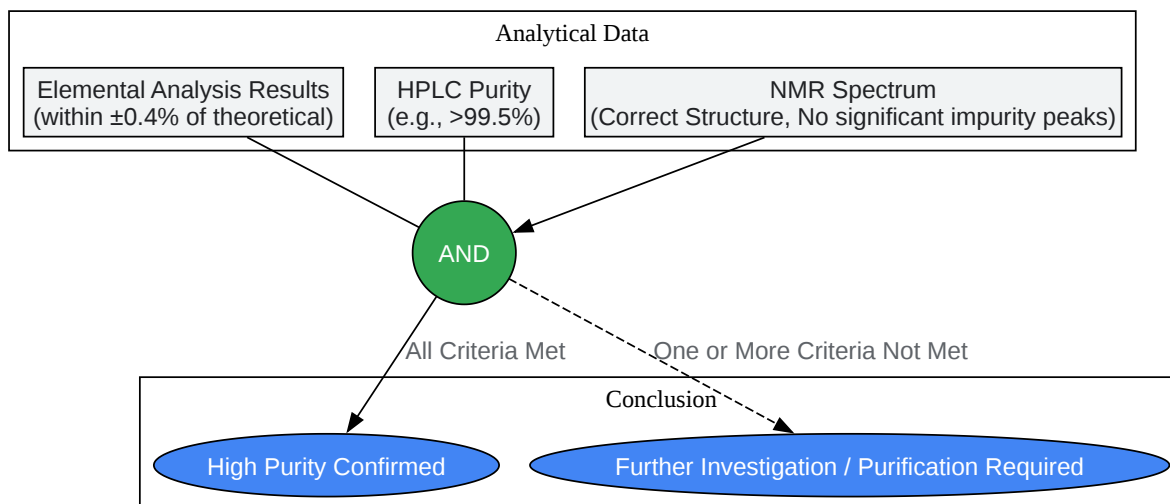 Analytical Data
Elemental Analysis Results
(within ±0.4% of theoretical)
HPLC Purity
(e.g., >99.5%)
NMR Spectrum
(Correct Structure, No significant impurity peaks)
AND
All Criteria Met
One or More Criteria Not Met
Conclusion
High Purity Confirmed
Further Investigation / Purification Required